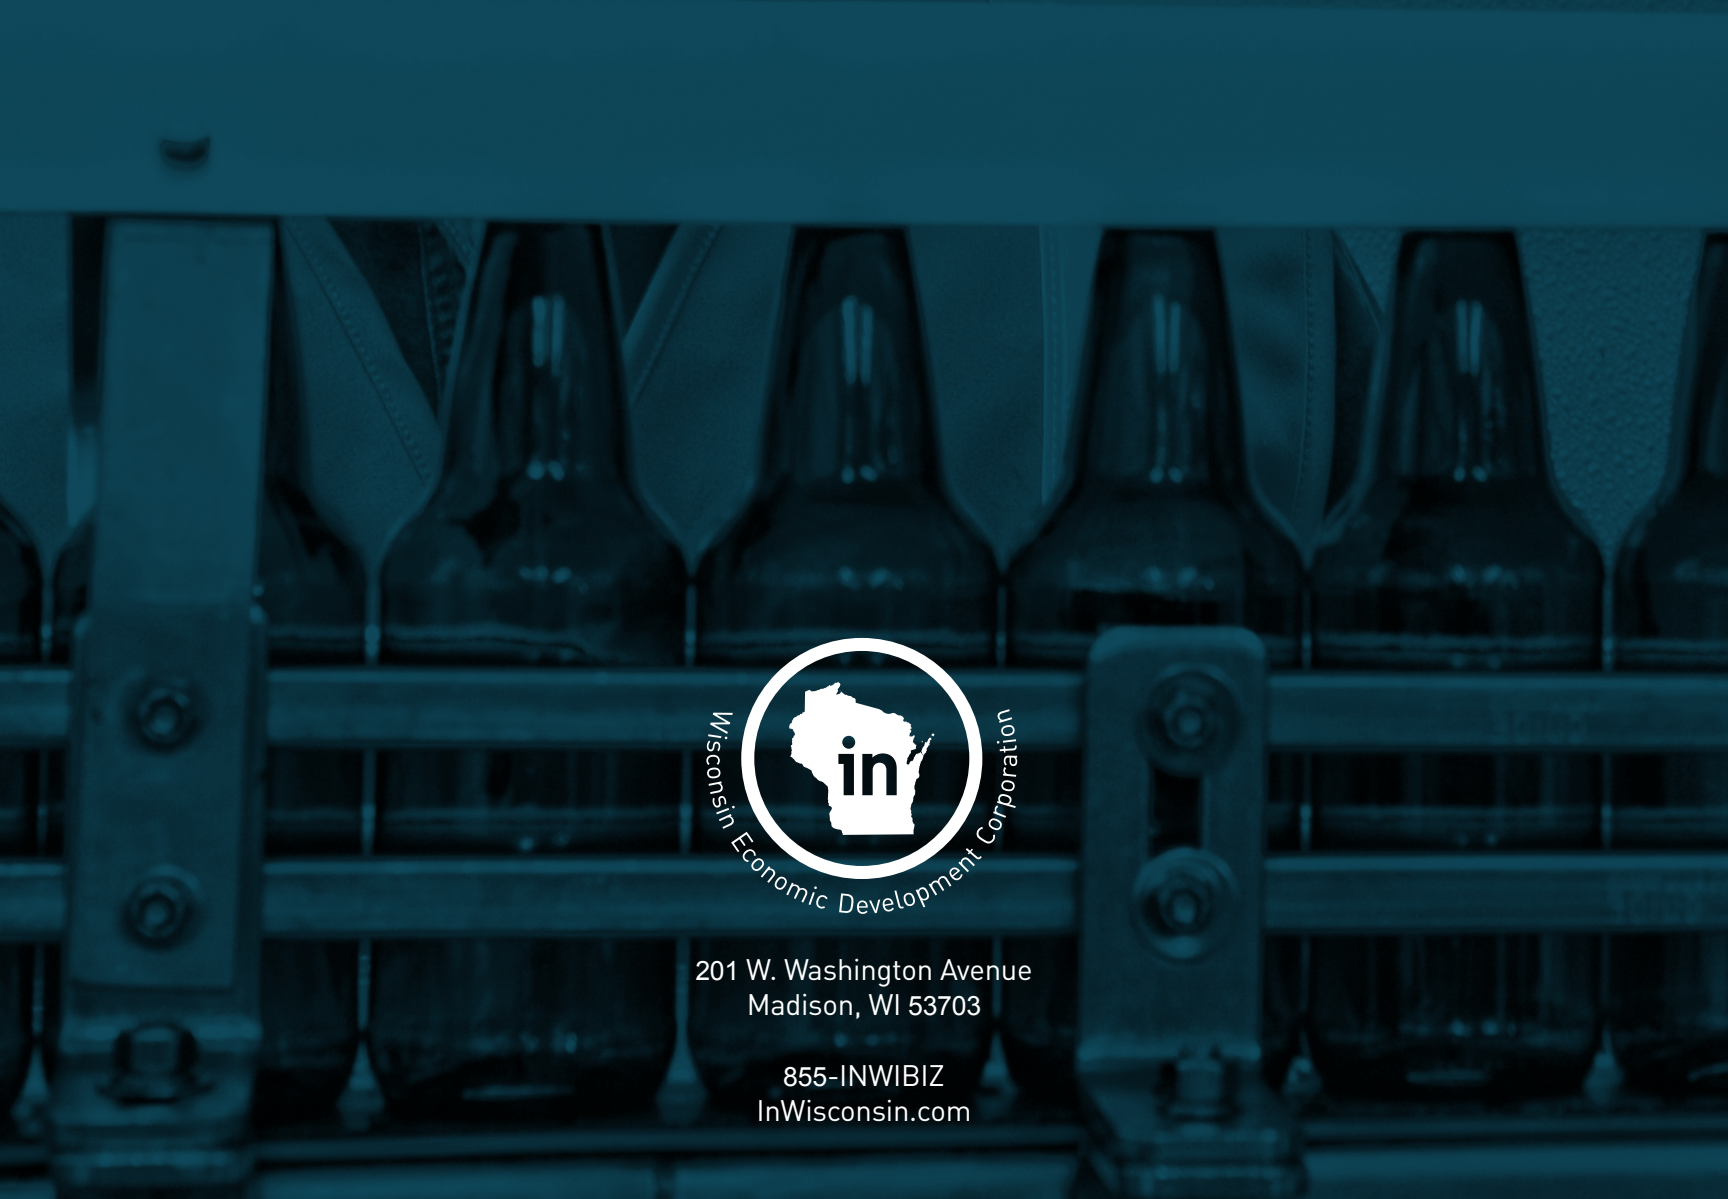 in
Wisconsin Economic Development Corporation
201 W. Washington Avenue
Madison, WI 53703
855-INWIBIZ
InWisconsin.com